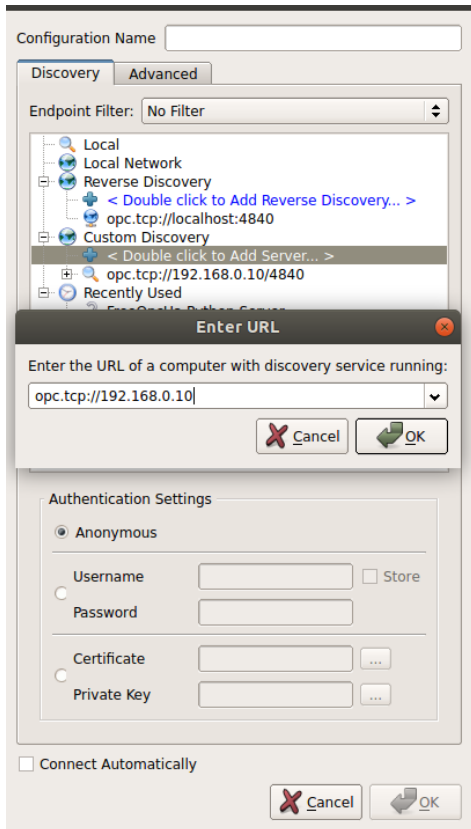 Configuration Name
Discovery Advanced
Endpoint Filter: No Filter
Local
Local Network
Reverse Discovery
< Double click to Add Reverse Discovery... >
opc.tcp://localhost:4840
Custom Discovery
< Double click to Add Server... >
opc.tcp://192.168.0.10/4840
Recently Used
Enter URL
Enter the URL of a computer with discovery service running:
opc.tcp://192.168.0.10
Cancel OK
Authentication Settings
Anonymous
Username Store
Password
Certificate ...
Private Key ...
Connect Automatically
Cancel OK